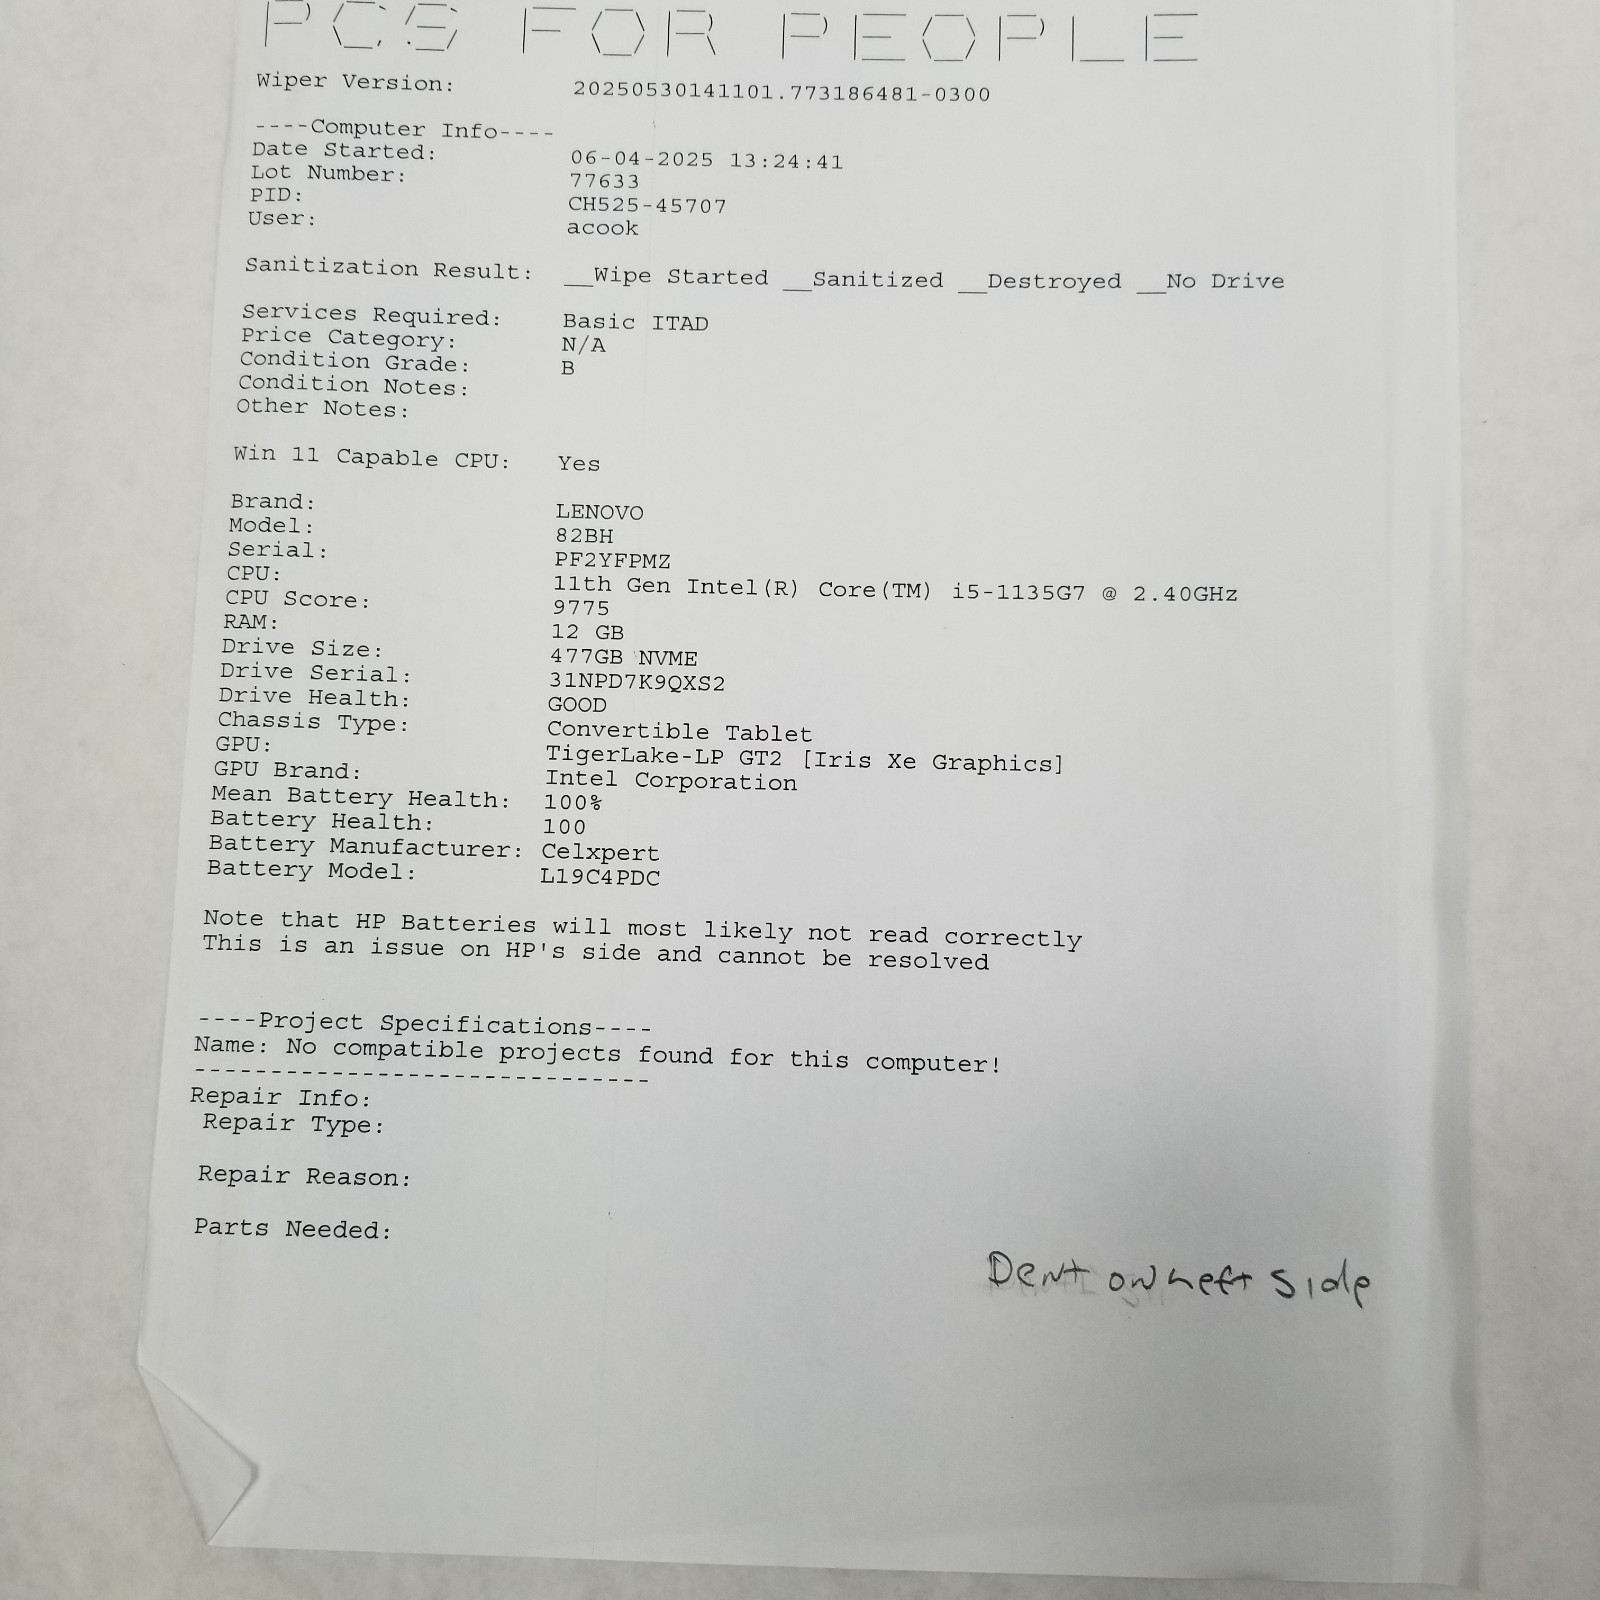 PCS FOR PEOPLE
Wiper Version: 20250530141101.773186481-0300
----Computer Info----
Date Started: 06-04-2025 13:24:41
Lot Number: 77633
PID: CH525-45707
User: acook
Sanitization Result: __Wipe Started __Sanitized __Destroyed __No Drive
Services Required: Basic ITAD
Price Category: N/A
Condition Grade: B
Condition Notes:
Other Notes:
Win 11 Capable CPU: Yes
Brand: LENOVO
Model: 82BH
Serial: PF2YFPMZ
CPU: 11th Gen Intel(R) Core(TM) i5-1135G7 @ 2.40GHz
CPU Score: 9775
RAM: 12 GB
Drive Size: 477GB NVME
Drive Serial: 31NPD7K9QXS2
Drive Health: GOOD
Chassis Type: Convertible Tablet
GPU: TigerLake-LP GT2 [Iris Xe Graphics]
GPU Brand: Intel Corporation
Mean Battery Health: 100%
Battery Health: 100
Battery Manufacturer: Celxpert
Battery Model: L19C4PDC
Note that HP Batteries will most likely not read correctly
This is an issue on HP's side and cannot be resolved
----Project Specifications----
Name: No compatible projects found for this computer!
------------------------------
Repair Info:
Repair Type:
Repair Reason:
Parts Needed:
Dent on Left Side